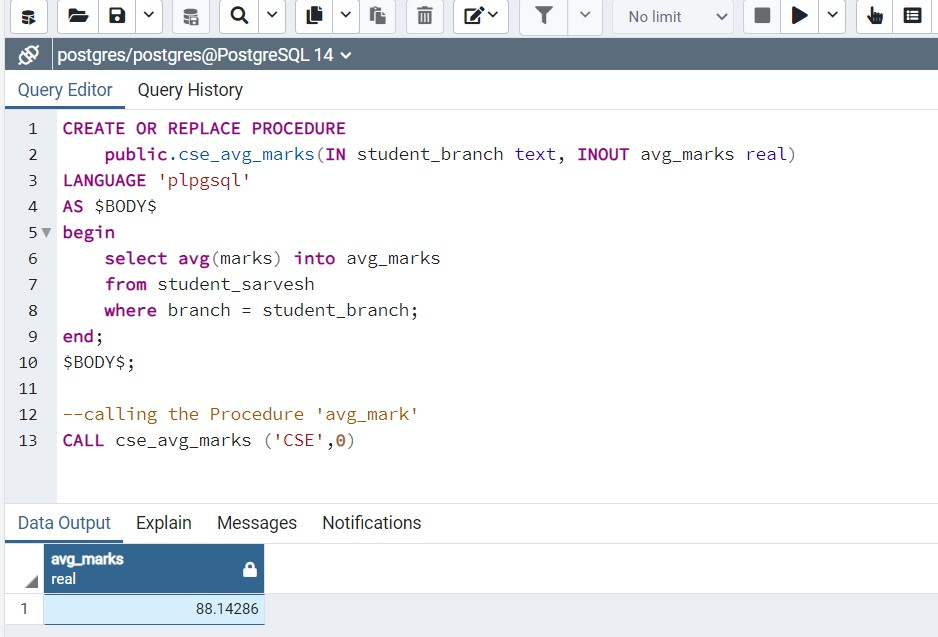 No limit
postgres/postgres@PostgreSQL 14
Query Editor Query History
1 CREATE OR REPLACE PROCEDURE
2 public.cse_avg_marks(IN student_branch text, INOUT avg_marks real)
3 LANGUAGE 'plpgsql'
4 AS $BODY$
5 begin
6 select avg(marks) into avg_marks
7 from student_sarvesh
8 where branch = student_branch;
9 end;
10 $BODY$;
11
12 --calling the Procedure 'avg_mark'
13 CALL cse_avg_marks ('CSE',0)
Data Output Explain Messages Notifications
avg_marks
real
1 88.14286